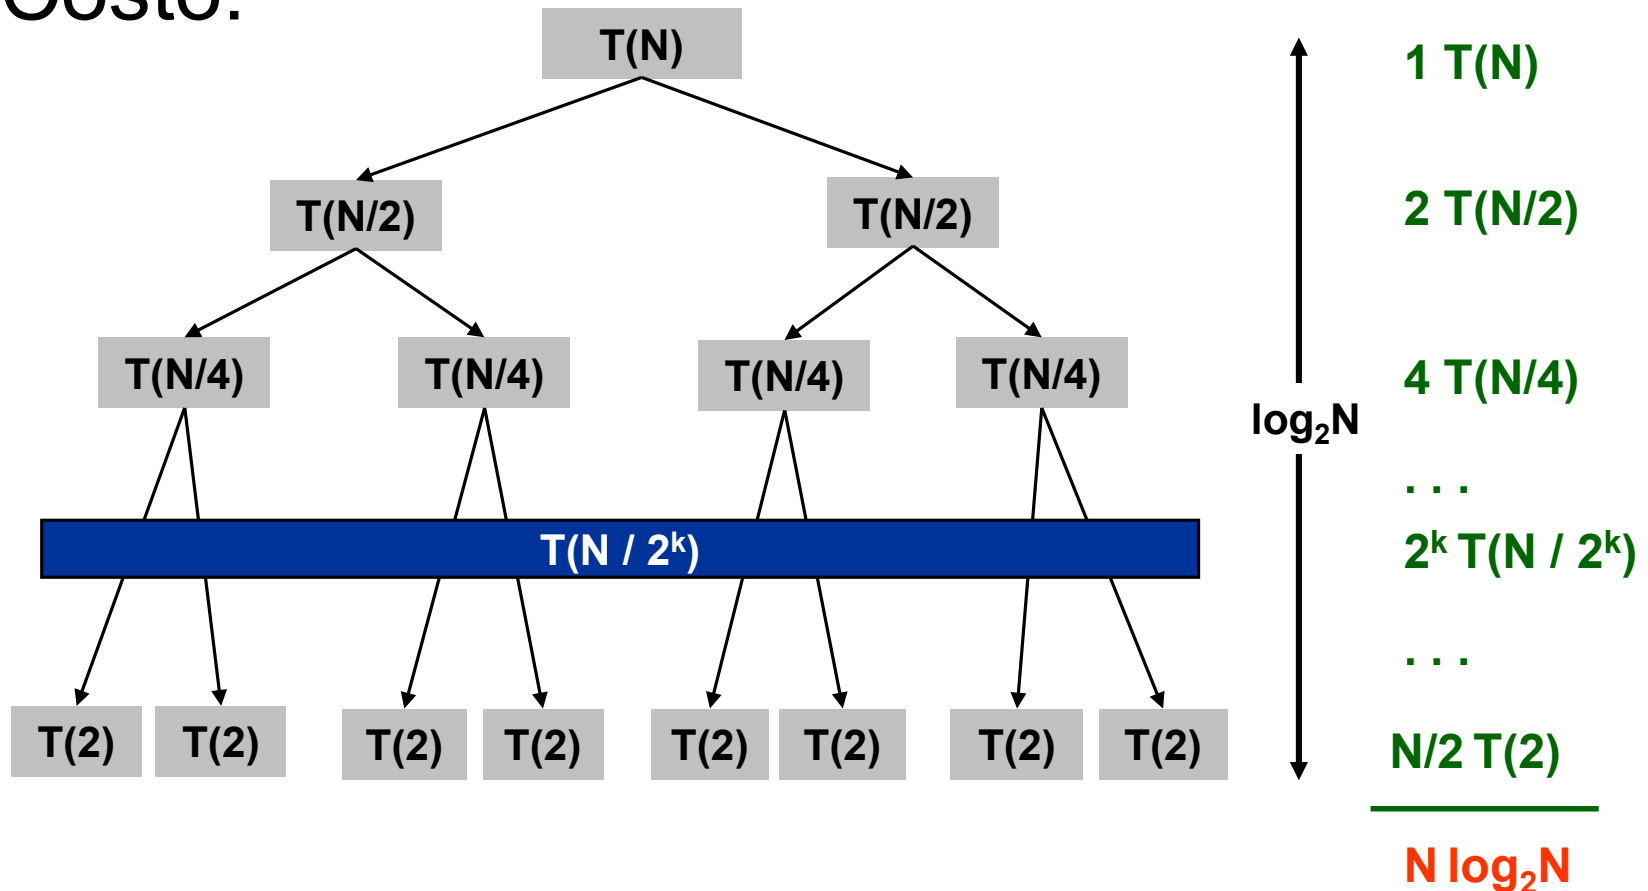 Costo:
T(N)
1 T(N)
T(N/2) T(N/2)
2 T(N/2)
T(N/4) T(N/4) T(N/4) T(N/4)
4 T(N/4)
log₂N
. . .
T(N / 2ᵏ)
2ᵏ T(N / 2ᵏ)
. . .
T(2) T(2) T(2) T(2) T(2) T(2) T(2) T(2)
N/2 T(2)
N log₂N